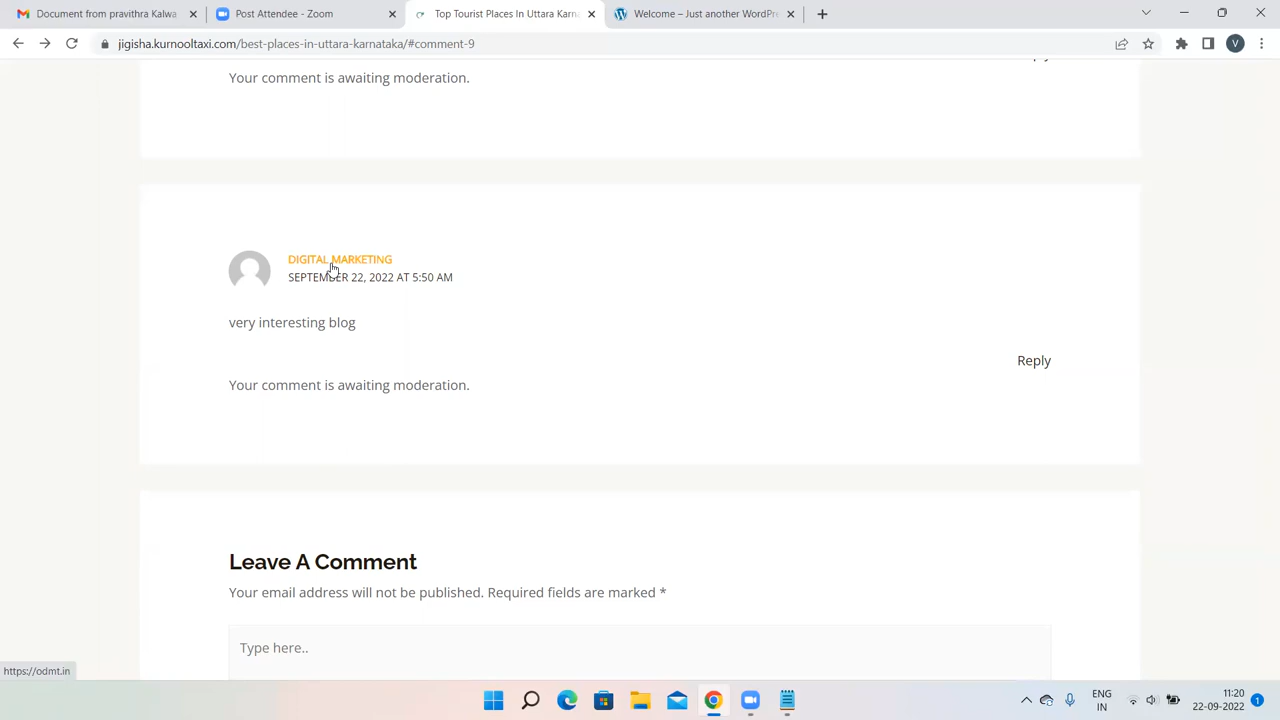 Document from pravithra Kalwa
Post Attendee - Zoom
Top Tourist Places In Uttara Karna
Welcome – Just another WordPre
jigisha.kurnooltaxi.com/best-places-in-uttara-karnataka/#comment-9
V
Your comment is awaiting moderation.
DIGITAL MARKETING
SEPTEMBER 22, 2022 AT 5:50 AM
very interesting blog
Reply
Your comment is awaiting moderation.
Leave A Comment
Your email address will not be published. Required fields are marked *
Type here..
https://odmt.in
ENG
IN
11:20
22-09-2022
1